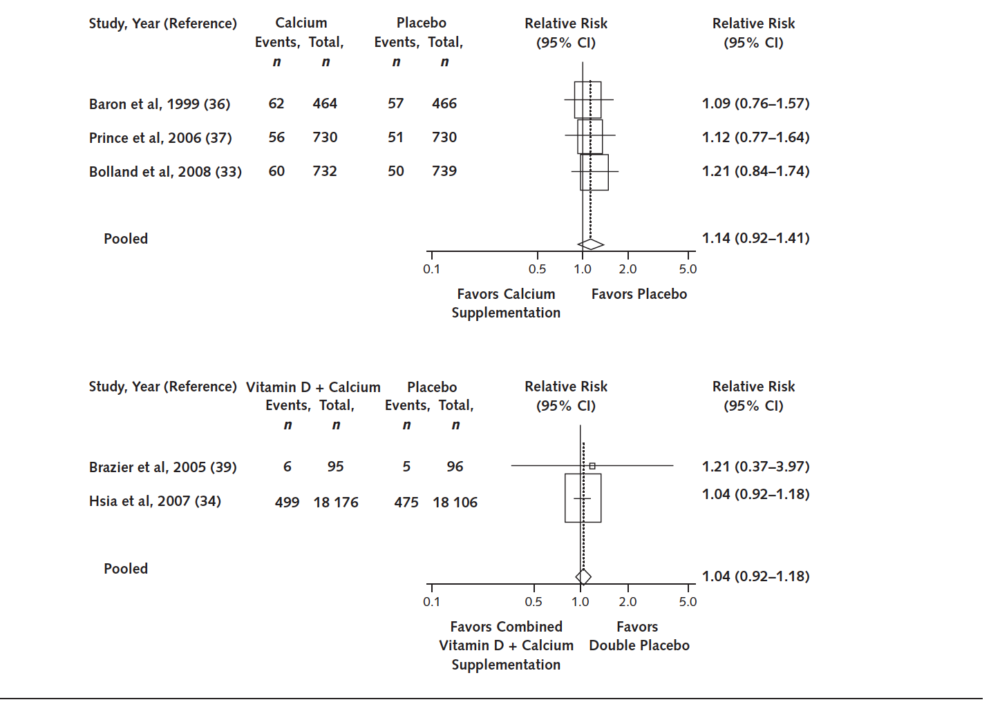 Study, Year (Reference) Calcium Placebo Relative Risk Relative Risk
Events, Total, Events, Total, (95% CI) (95% CI)
n n n n
Baron et al, 1999 (36) 62 464 57 466 1.09 (0.76–1.57)
Prince et al, 2006 (37) 56 730 51 730 1.12 (0.77–1.64)
Bolland et al, 2008 (33) 60 732 50 739 1.21 (0.84–1.74)
Pooled 1.14 (0.92–1.41)
0.1 0.5 1.0 2.0 5.0
Favors Calcium Favors Placebo
Supplementation
Study, Year (Reference) Vitamin D + Calcium Placebo Relative Risk Relative Risk
Events, Total, Events, Total, (95% CI) (95% CI)
n n n n
Brazier et al, 2005 (39) 6 95 5 96 1.21 (0.37–3.97)
Hsia et al, 2007 (34) 499 18 176 475 18 106 1.04 (0.92–1.18)
Pooled 1.04 (0.92–1.18)
0.1 0.5 1.0 2.0 5.0
Favors Combined Favors
Vitamin D + Calcium Double Placebo
Supplementation